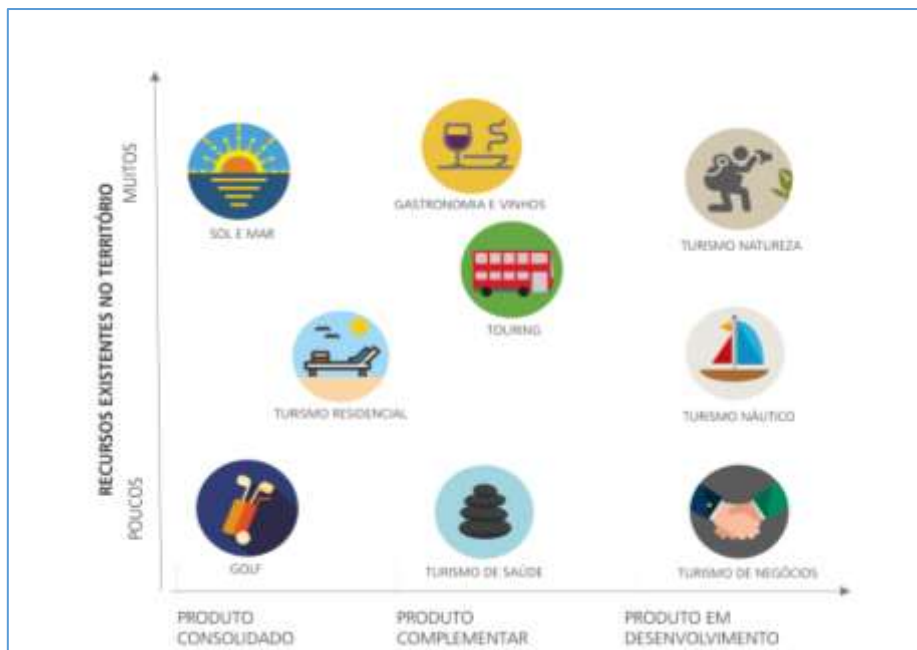 RECURSOS EXISTENTES NO TERRITÓRIO
MUITOS
POUCOS
SOL E MAR
GASTRONOMIA E VINHOS
TURISMO NATUREZA
TOURING
TURISMO RESIDENCIAL
TURISMO NÁUTICO
GOLF
TURISMO DE SAÚDE
TURISMO DE NEGÓCIOS
PRODUTO
CONSOLIDADO
PRODUTO
COMPLEMENTAR
PRODUTO EM
DESENVOLVIMENTO